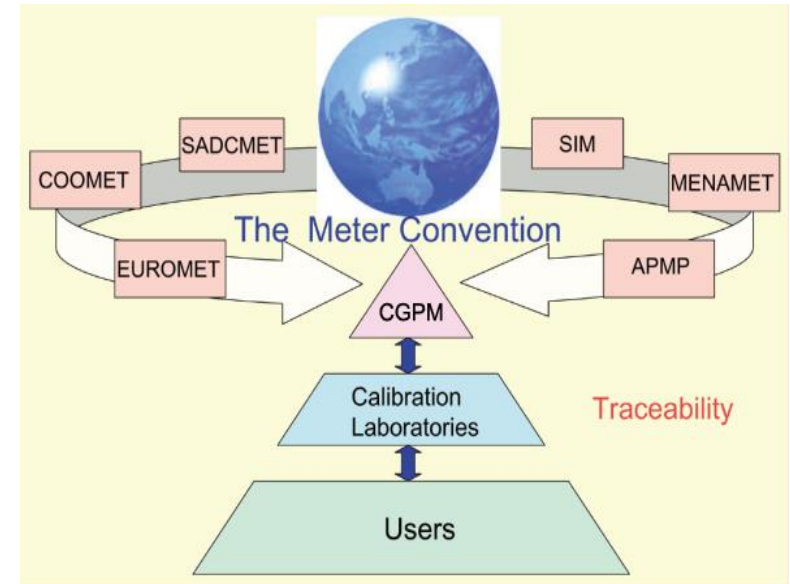 SADCMET
SIM
COOMET
MENAMET
The Meter Convention
EUROMET
APMP
CGPM
Calibration
Laboratories
Traceability
Users